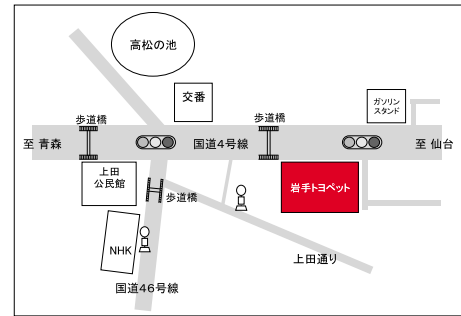 高松の池
交番
ガソリン
スタンド
歩道橋
歩道橋
至 青森
国道4号線
至 仙台
上田
公民館
歩道橋
岩手トヨペット
NHK
上田通り
国道46号線